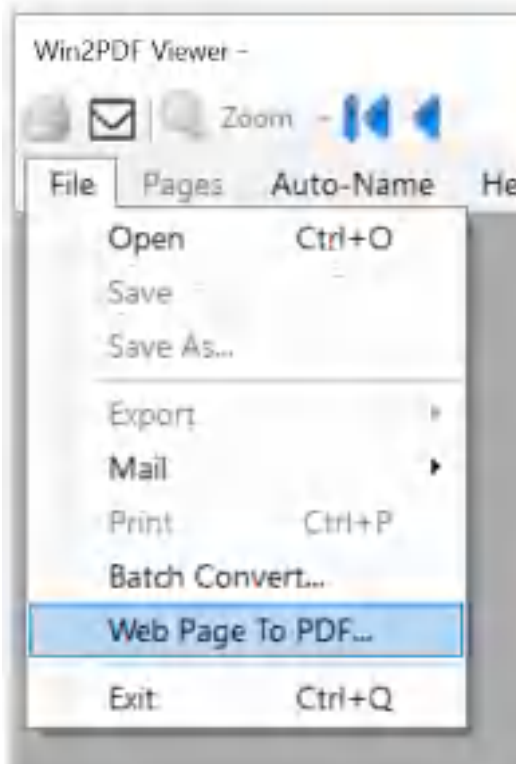 Win2PDF Viewer -
Zoom -
File Pages Auto-Name He
Open Ctrl+O
Save
Save As...
Export
Mail
Print Ctrl+P
Batch Convert...
Web Page To PDF...
Exit Ctrl+Q